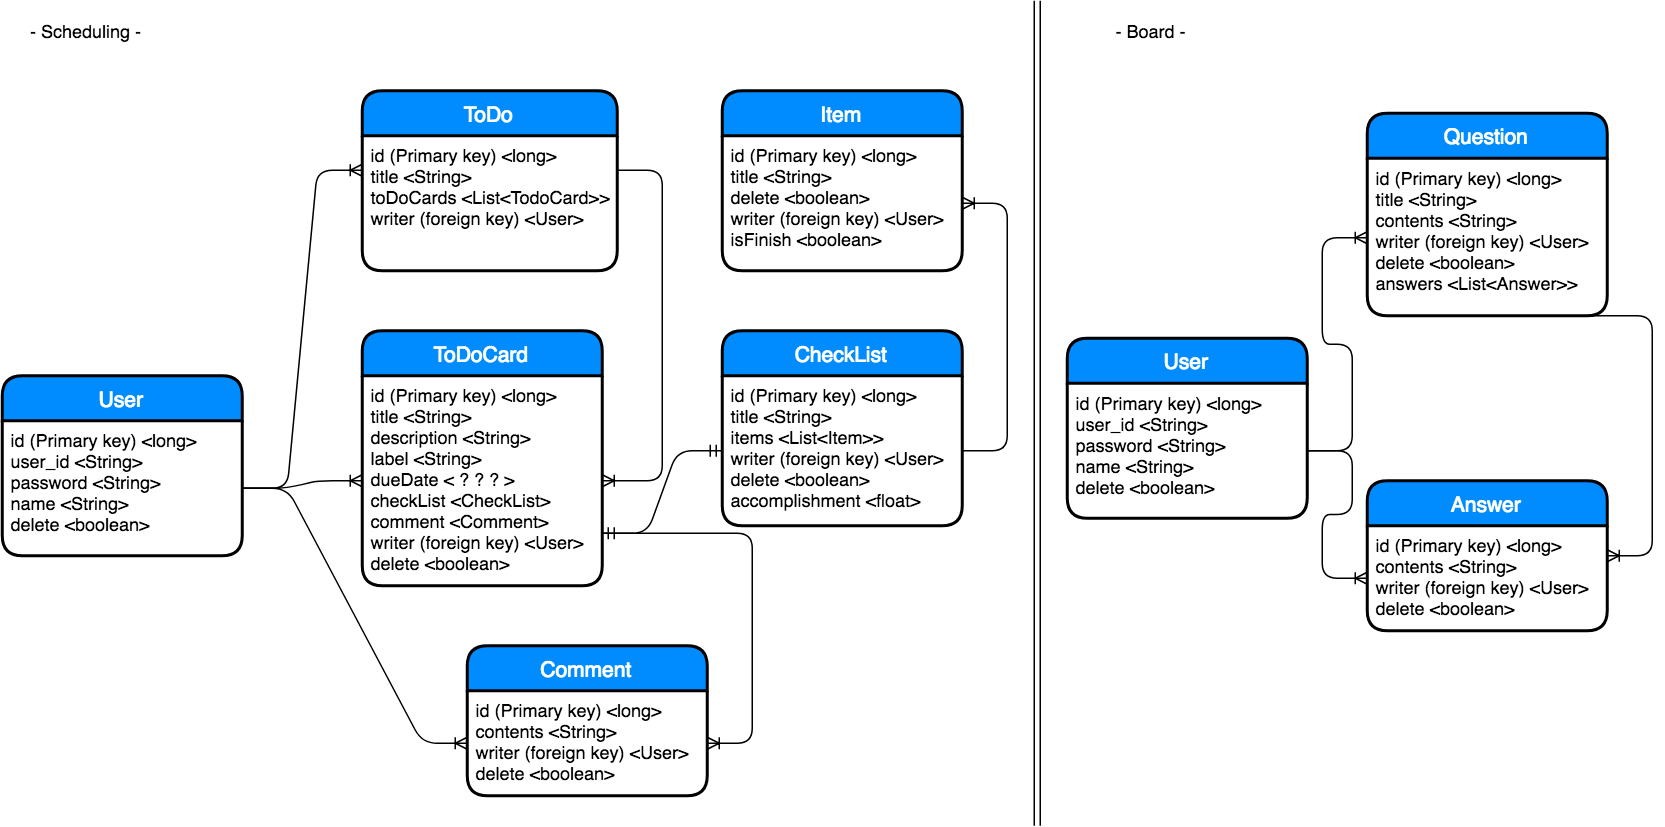 - Scheduling -
ToDo
id (Primary key) <long>
title <String>
toDoCards <List<TodoCard>>
writer (foreign key) <User>
Item
id (Primary key) <long>
title <String>
delete <boolean>
writer (foreign key) <User>
isFinish <boolean>
User
id (Primary key) <long>
user_id <String>
password <String>
name <String>
delete <boolean>
ToDoCard
id (Primary key) <long>
title <String>
description <String>
label <String>
dueDate < ? ? ? >
checkList <CheckList>
comment <Comment>
writer (foreign key) <User>
delete <boolean>
CheckList
id (Primary key) <long>
title <String>
items <List<Item>>
writer (foreign key) <User>
delete <boolean>
accomplishment <float>
Comment
id (Primary key) <long>
contents <String>
writer (foreign key) <User>
delete <boolean>
- Board -
Question
id (Primary key) <long>
title <String>
contents <String>
writer (foreign key) <User>
delete <boolean>
answers <List<Answer>>
User
id (Primary key) <long>
user_id <String>
password <String>
name <String>
delete <boolean>
Answer
id (Primary key) <long>
contents <String>
writer (foreign key) <User>
delete <boolean>